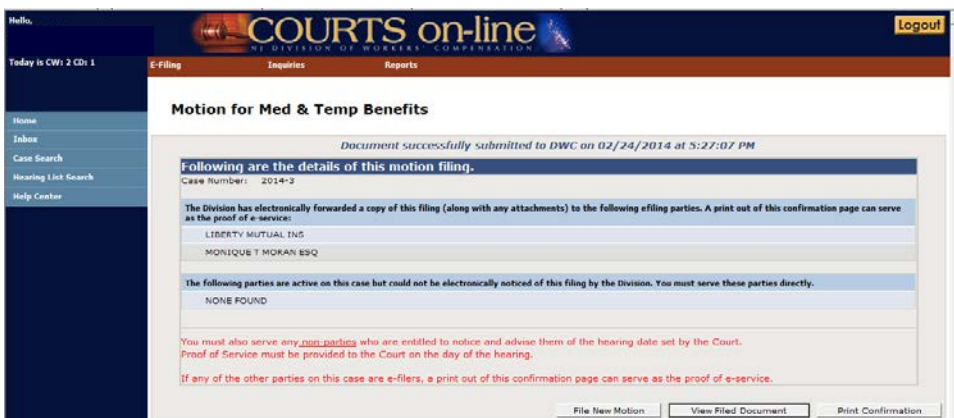 Hello,
COURTS on-line
NJ DIVISION OF WORKERS' COMPENSATION
Logout
Today is CW: 2 CD: 1
E-Filing Inquiries Reports
Motion for Med & Temp Benefits
Home
Inbox
Case Search
Hearing List Search
Help Center
Document successfully submitted to DWC on 02/24/2014 at 5:27:07 PM
Following are the details of this motion filing.
Case Number: 2014-3
The Division has electronically forwarded a copy of this filing (along with any attachments) to the following efiling parties. A print out of this confirmation page can serve
as the proof of e-service:
LIBERTY MUTUAL INS
MONIQUE T MORAN ESQ
The following parties are active on this case but could not be electronically noticed of this filing by the Division. You must serve these parties directly.
NONE FOUND
You must also serve any non-parties who are entitled to notice and advise them of the hearing date set by the Court.
Proof of Service must be provided to the Court on the day of the hearing.
If any of the other parties on this case are e-filers, a print out of this confirmation page can serve as the proof of e-service.
File New Motion View Filed Document Print Confirmation